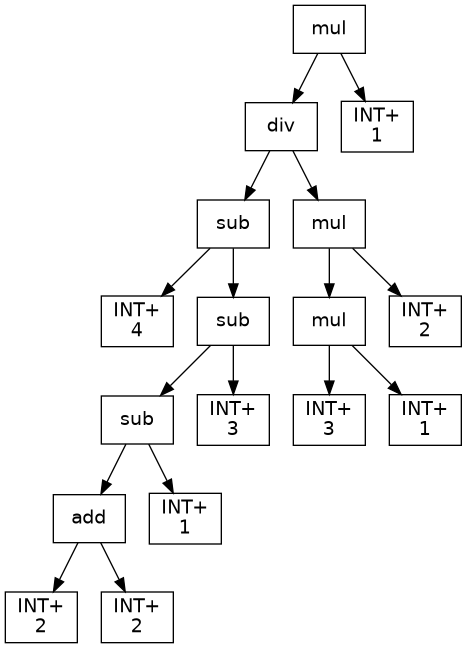 mul
div
INT+
1
sub
mul
INT+
4
sub
mul
INT+
2
sub
INT+
3
INT+
3
INT+
1
add
INT+
1
INT+
2
INT+
2